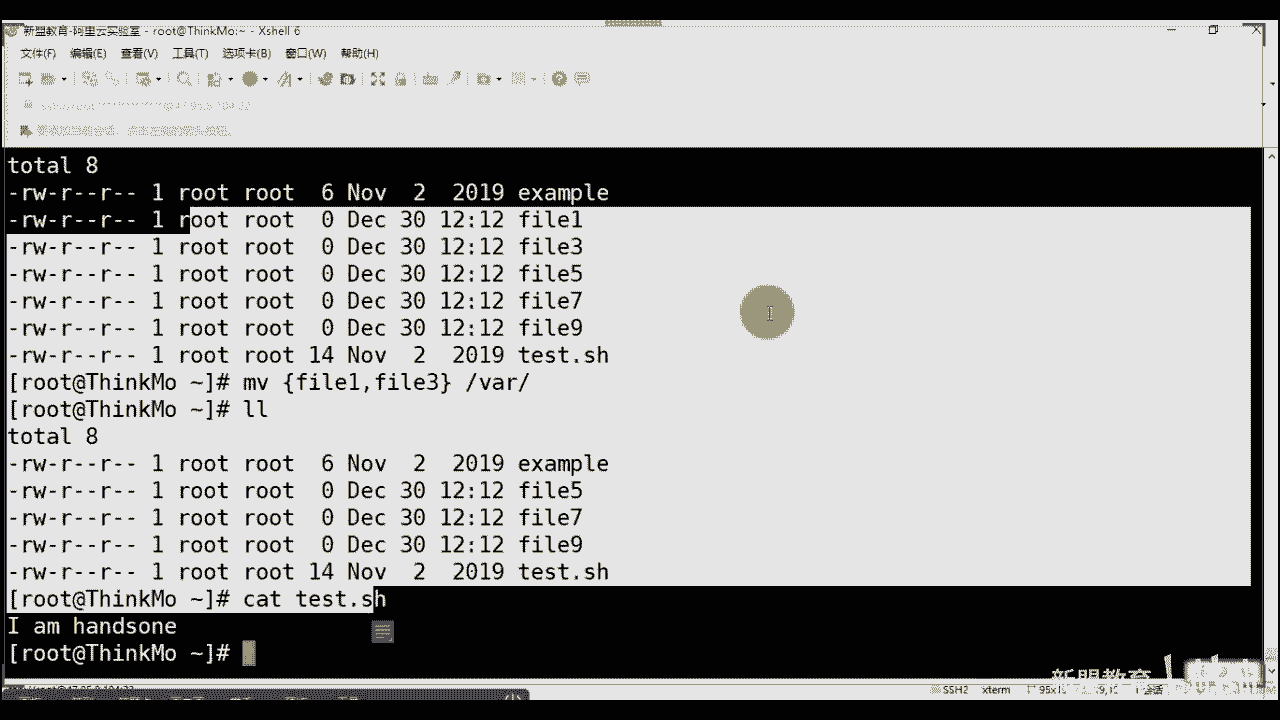 新盟教育-阿里云实验室 - root@ThinkMo:~ - Xshell 6
文件(F) 编辑(E) 查看(V) 工具(T) 选项卡(B) 窗口(W) 帮助(H)
total 8
-rw-r--r-- 1 root root  6 Nov  2  2019 example
-rw-r--r-- 1 root root  0 Dec 30 12:12 file1
-rw-r--r-- 1 root root  0 Dec 30 12:12 file3
-rw-r--r-- 1 root root  0 Dec 30 12:12 file5
-rw-r--r-- 1 root root  0 Dec 30 12:12 file7
-rw-r--r-- 1 root root  0 Dec 30 12:12 file9
-rw-r--r-- 1 root root 14 Nov  2  2019 test.sh
[root@ThinkMo ~]# mv {file1,file3} /var/
[root@ThinkMo ~]# ll
total 8
-rw-r--r-- 1 root root  6 Nov  2  2019 example
-rw-r--r-- 1 root root  0 Dec 30 12:12 file5
-rw-r--r-- 1 root root  0 Dec 30 12:12 file7
-rw-r--r-- 1 root root  0 Dec 30 12:12 file9
-rw-r--r-- 1 root root 14 Nov  2  2019 test.sh
[root@ThinkMo ~]# cat test.sh
I am handsone
[root@ThinkMo ~]#
新盟教育
SSH2 xterm